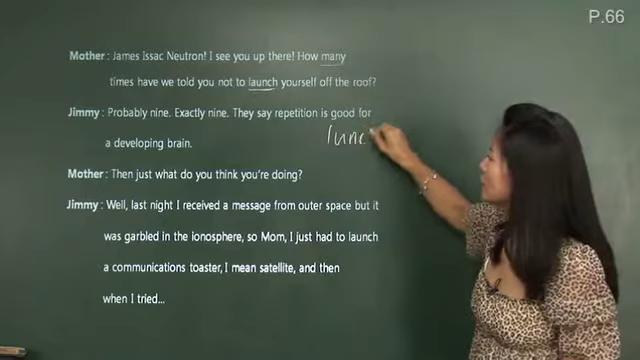 P.66
Mother : James Issac Neutron! I see you up there! How many
times have we told you not to launch yourself off the roof?
Jimmy : Probably nine. Exactly nine. They say repetition is good for
a developing brain.
lunc
Mother : Then just what do you think you're doing?
Jimmy : Well, last night I received a message from outer space but it
was garbled in the ionosphere, so Mom, I just had to launch
a communications toaster, I mean satellite, and then
when I tried...